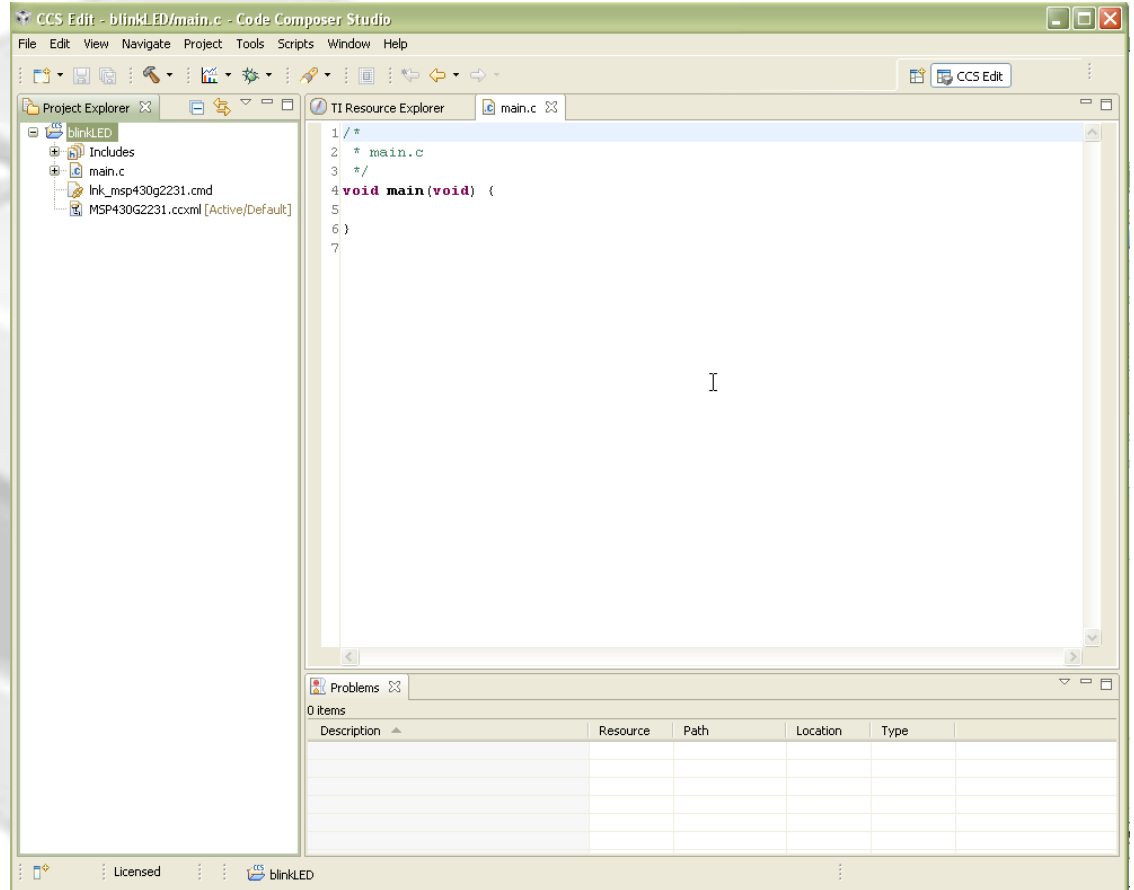 CCS Edit - blinkLED/main.c - Code Composer Studio
File Edit View Navigate Project Tools Scripts Window Help
CCS Edit
Project Explorer
TI Resource Explorer
main.c
blinkLED
Includes
main.c
lnk_msp430g2231.cmd
MSP430G2231.ccxml [Active/Default]
1 /*
2  * main.c
3  */
4 void main(void) {
5
6 }
7
Problems
0 items
Description Resource Path Location Type
Licensed blinkLED